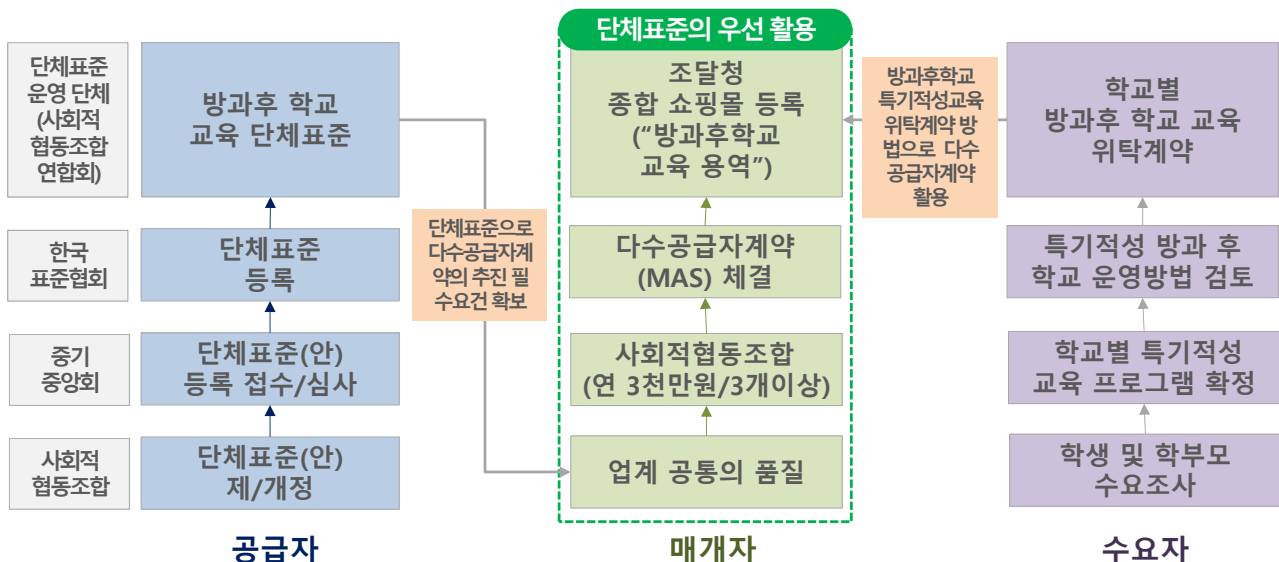 단체표준의 우선 활용
단체표준
운영 단체
(사회적
협동조합
연합회)
방과후 학교
교육 단체표준
조달청
종합 쇼핑몰 등록
(“방과후학교
교육 용역”)
방과후학교
특기적성교육
위탁계약 방
법으로 다수
공급자계약
활용
학교별
방과후 학교 교육
위탁계약
한국
표준협회
단체표준
등록
단체표준으로
다수공급자계
약의 추진 필
수요건 확보
다수공급자계약
(MAS) 체결
특기적성 방과 후
학교 운영방법 검토
중기
중앙회
단체표준(안)
등록 접수/심사
사회적협동조합
(연 3천만원/3개이상)
학교별 특기적성
교육 프로그램 확정
사회적
협동조합
단체표준(안)
제/개정
업계 공통의 품질
학생 및 학부모
수요조사
공급자
매개자
수요자